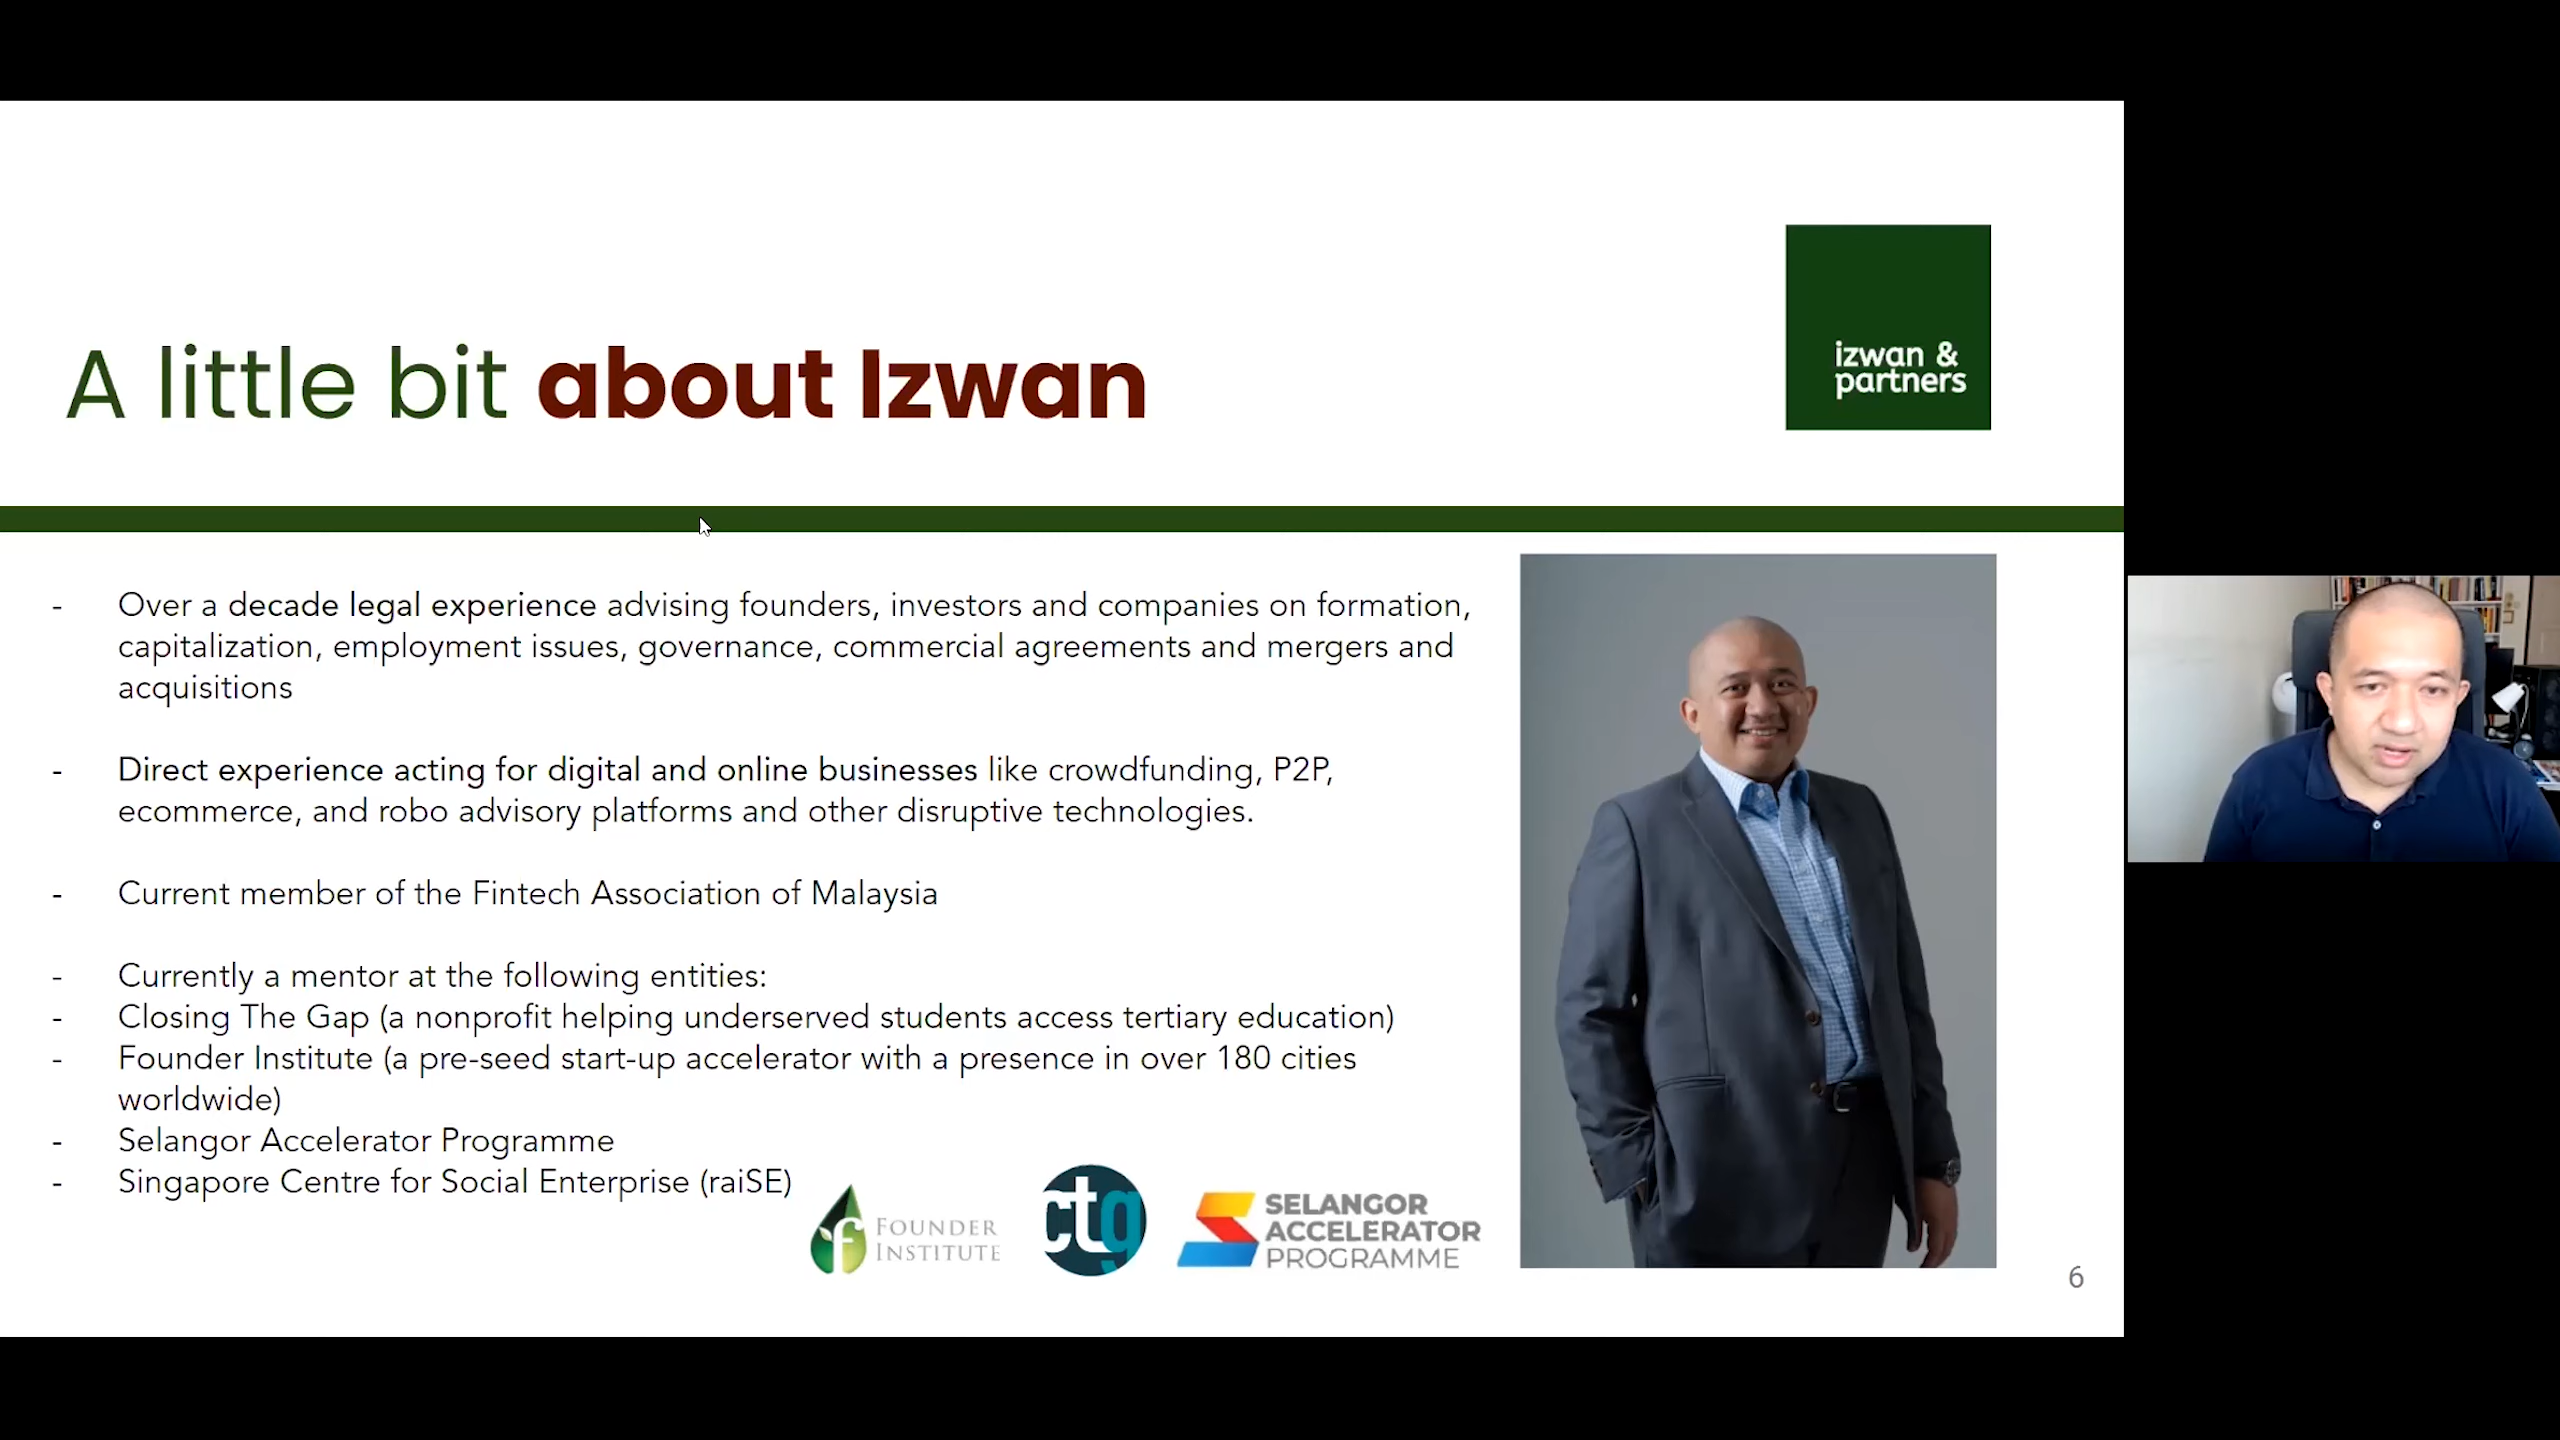 izwan &
partners
A little bit about Izwan
- Over a decade legal experience advising founders, investors and companies on formation,
capitalization, employment issues, governance, commercial agreements and mergers and
acquisitions
- Direct experience acting for digital and online businesses like crowdfunding, P2P,
ecommerce, and robo advisory platforms and other disruptive technologies.
- Current member of the Fintech Association of Malaysia
- Currently a mentor at the following entities:
- Closing The Gap (a nonprofit helping underserved students access tertiary education)
- Founder Institute (a pre-seed start-up accelerator with a presence in over 180 cities
worldwide)
- Selangor Accelerator Programme
- Singapore Centre for Social Enterprise (raiSE)
f FOUNDER
INSTITUTE
ctg
SELANGOR
ACCELERATOR
PROGRAMME
6